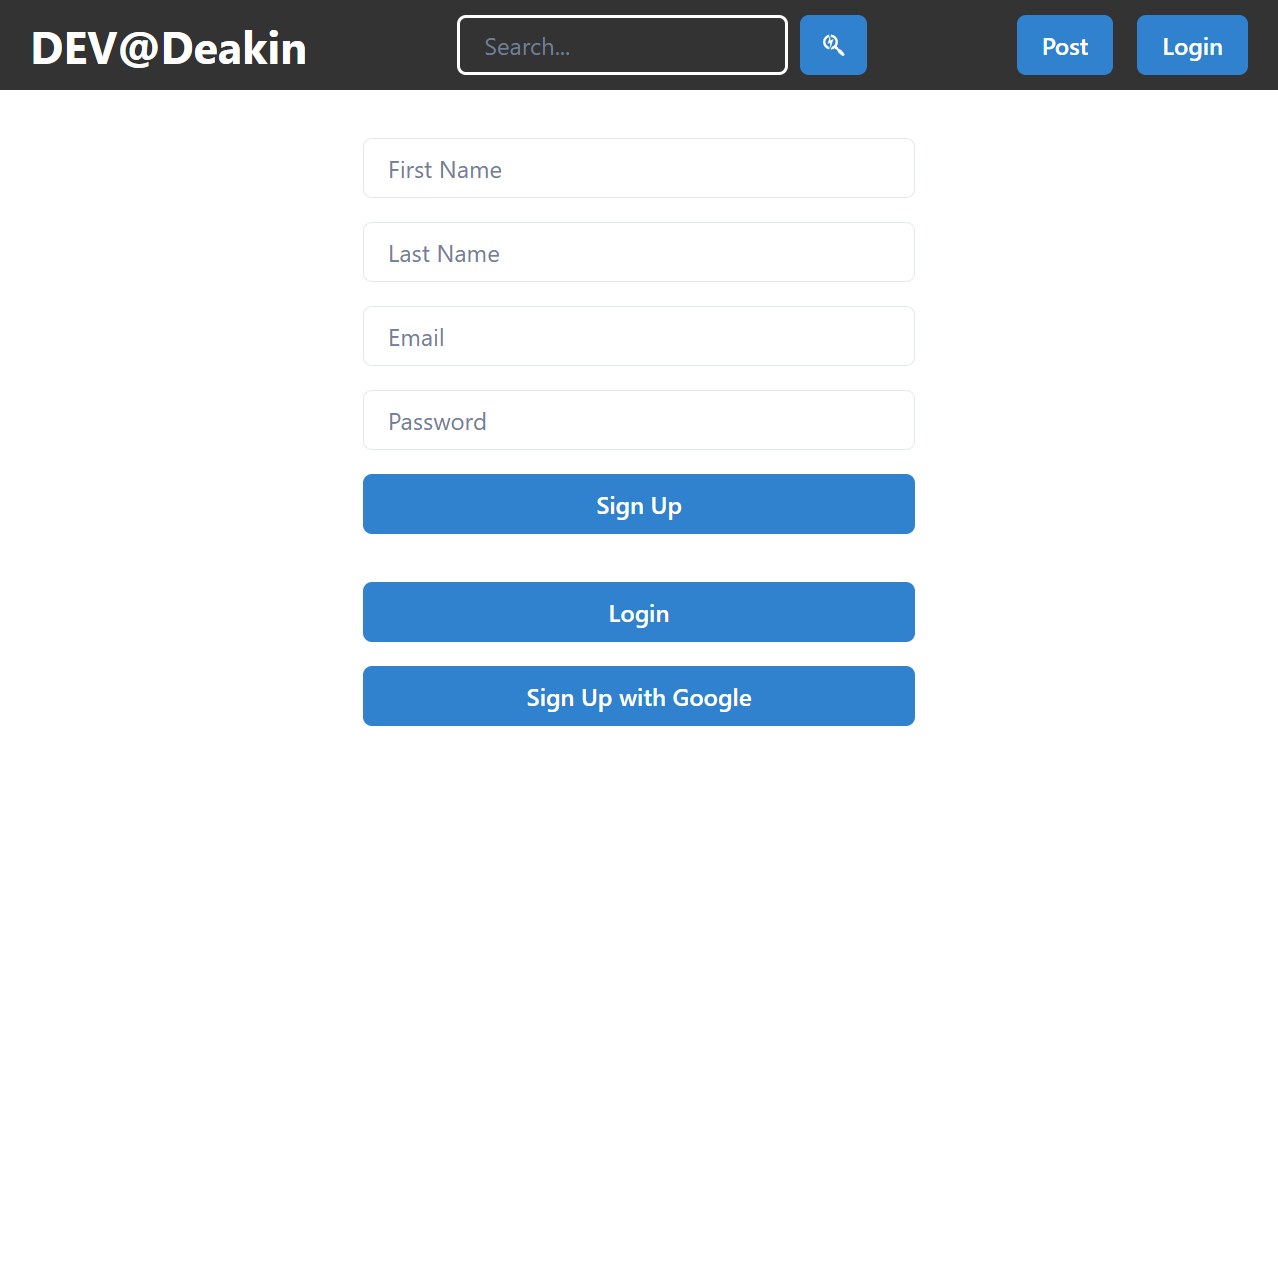 DEV@Deakin
Search...
Post
Login
First Name
Last Name
Email
Password
Sign Up
Login
Sign Up with Google